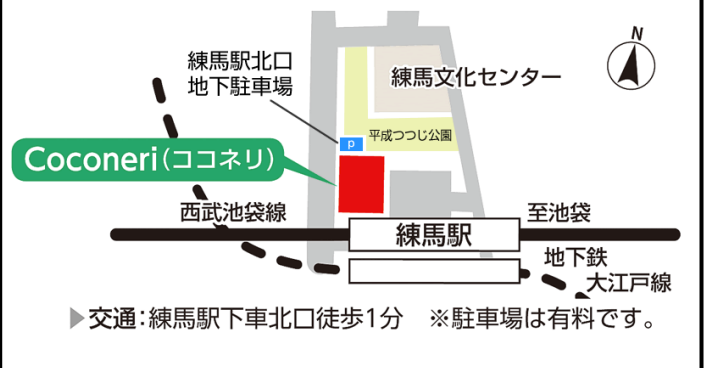 N
練馬駅北口
地下駐車場
練馬文化センター
P
平成つつじ公園
Coconeri(ココネリ)
西武池袋線
至池袋
練馬駅
地下鉄
大江戸線
▶交通:練馬駅下車北口徒歩1分 ※駐車場は有料です。